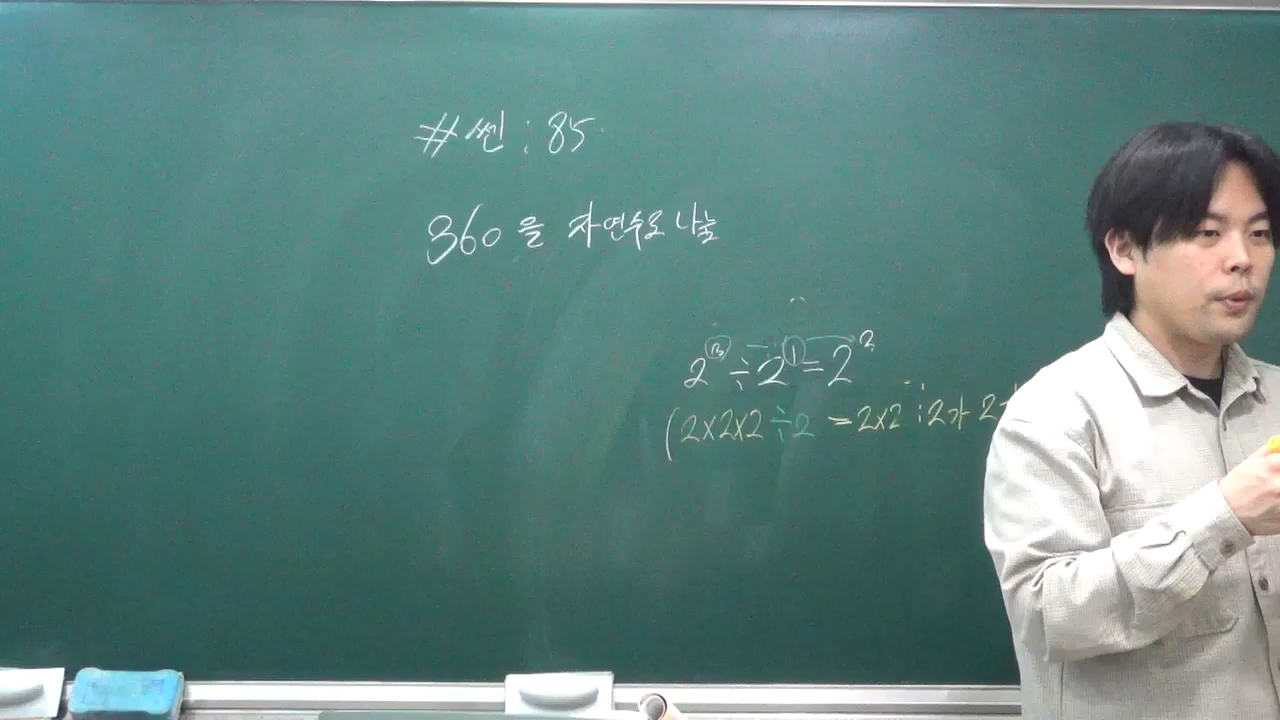 #쎈 : 85
360을 자연수로 나눔
2³ ÷ 2¹ = 2²
(2×2×2 ÷2 = 2×2 : 2가 2